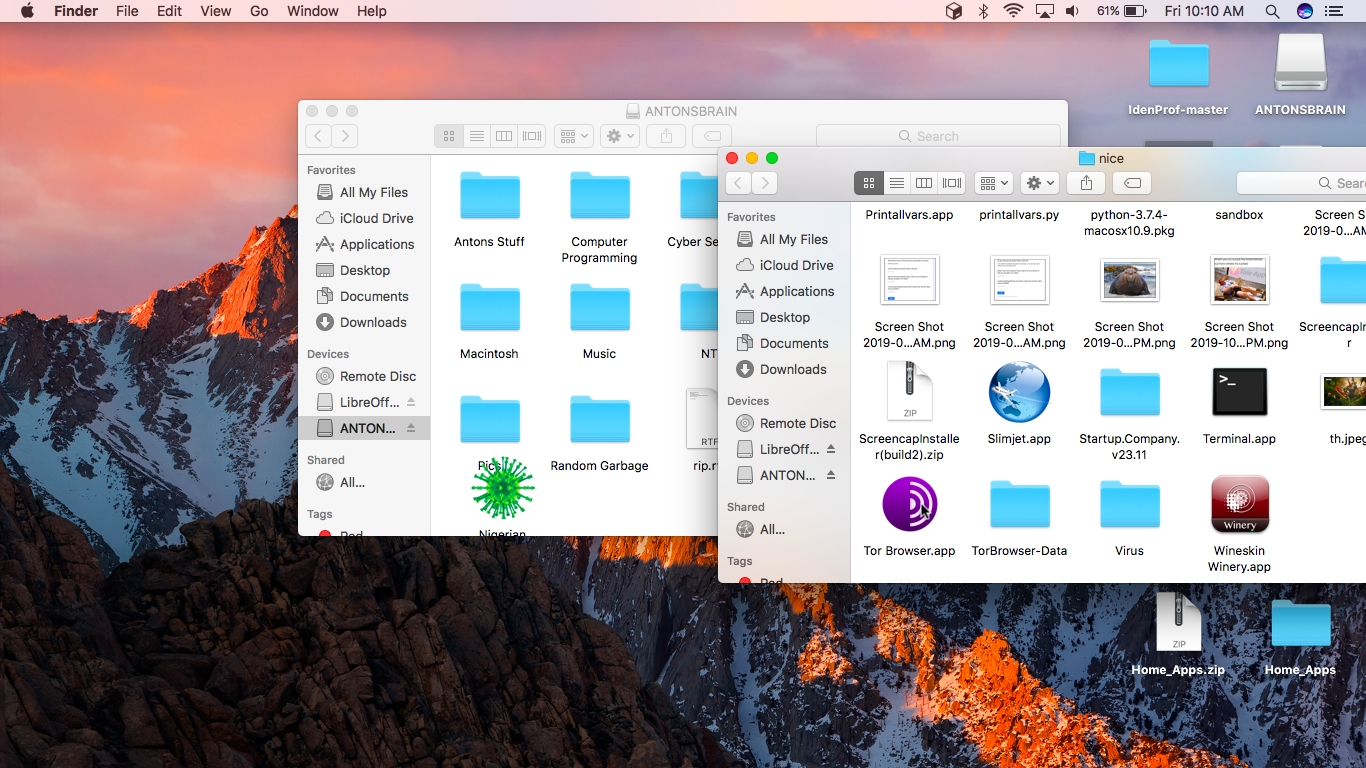 Finder File Edit View Go Window Help 61% Fri 10:10 AM
IdenProf-master
ANTONSBRAIN
ANTONSBRAIN
Search
Favorites
All My Files
iCloud Drive
Applications
Desktop
Documents
Downloads
Devices
Remote Disc
LibreOff...
ANTON...
Shared
All...
Tags
Red
Antons Stuff
Computer
Programming
Cyber Se
Macintosh
Music
NT
Pics
Random Garbage
RTF
rip.r
Nigerian
nice
Sear
Favorites
All My Files
iCloud Drive
Applications
Desktop
Documents
Downloads
Devices
Remote Disc
LibreOff...
ANTON...
Shared
All...
Tags
Red
Printallvars.app
printallvars.py
python-3.7.4-
macosx10.9.pkg
sandbox
Screen S
2019-0...AM
Screen Shot
2019-0...AM.png
Screen Shot
2019-0...AM.png
Screen Shot
2019-0...PM.png
Screen Shot
2019-10...PM.png
ScreencapIn
r
ZIP
ScreencapInstalle
r(build2).zip
Slimjet.app
Startup.Company.
v23.11
>_
Terminal.app
th.jpeg
Tor Browser.app
TorBrowser-Data
Virus
Winery
Wineskin
Winery.app
ZIP
Home_Apps.zip
Home_Apps